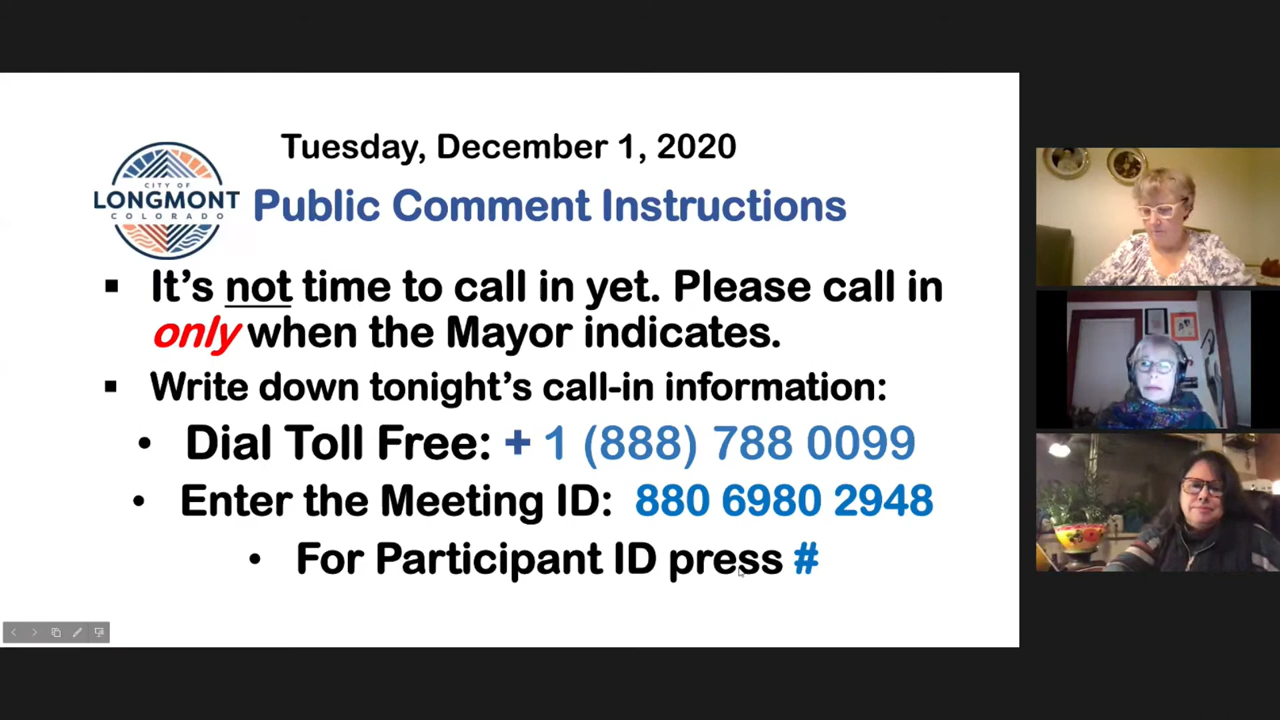 Tuesday, December 1, 2020
CITY OF
LONGMONT
COLORADO
Public Comment Instructions
▪ It's not time to call in yet. Please call in
only when the Mayor indicates.
▪ Write down tonight's call-in information:
• Dial Toll Free: + 1 (888) 788 0099
• Enter the Meeting ID: 880 6980 2948
• For Participant ID press #